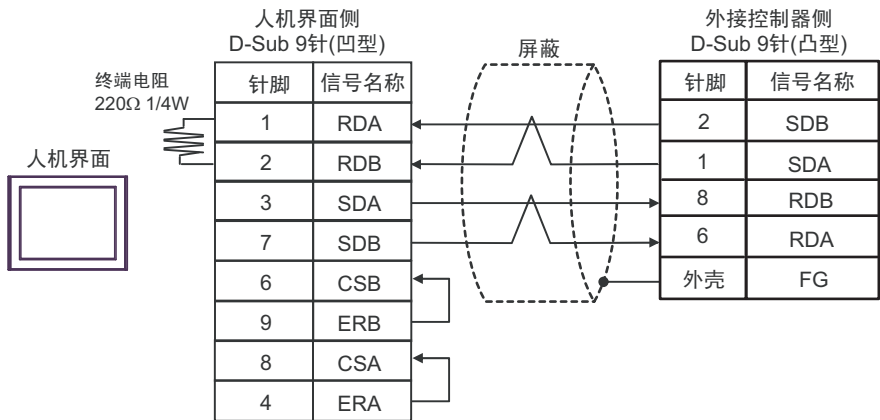 人机界面侧
D-Sub 9针(凹型)
外接控制器侧
D-Sub 9针(凸型)
屏蔽
终端电阻
220Ω 1/4W
人机界面
针脚 信号名称
1 RDA
2 RDB
3 SDA
7 SDB
6 CSB
9 ERB
8 CSA
4 ERA
针脚 信号名称
2 SDB
1 SDA
8 RDB
6 RDA
外壳 FG